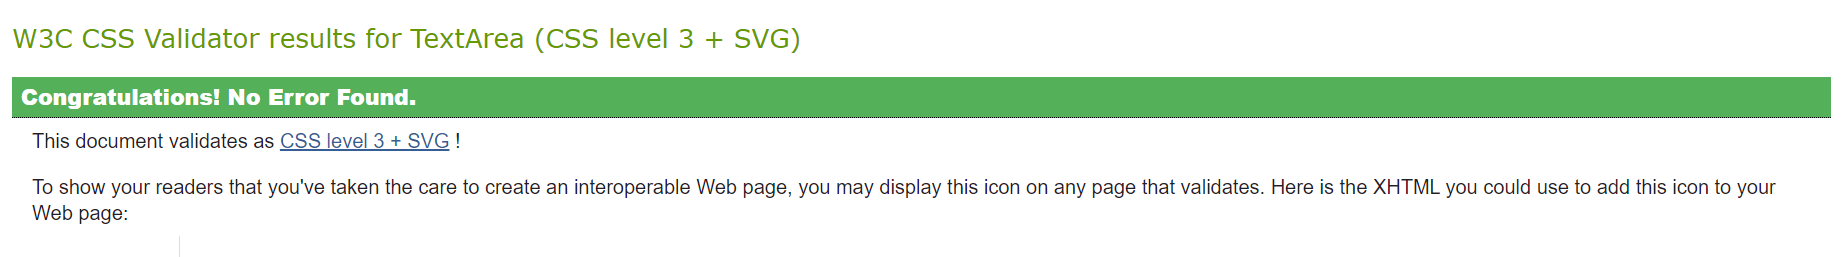 W3C CSS Validator results for TextArea (CSS level 3 + SVG)
Congratulations! No Error Found.
This document validates as CSS level 3 + SVG !
To show your readers that you've taken the care to create an interoperable Web page, you may display this icon on any page that validates. Here is the XHTML you could use to add this icon to your
Web page: